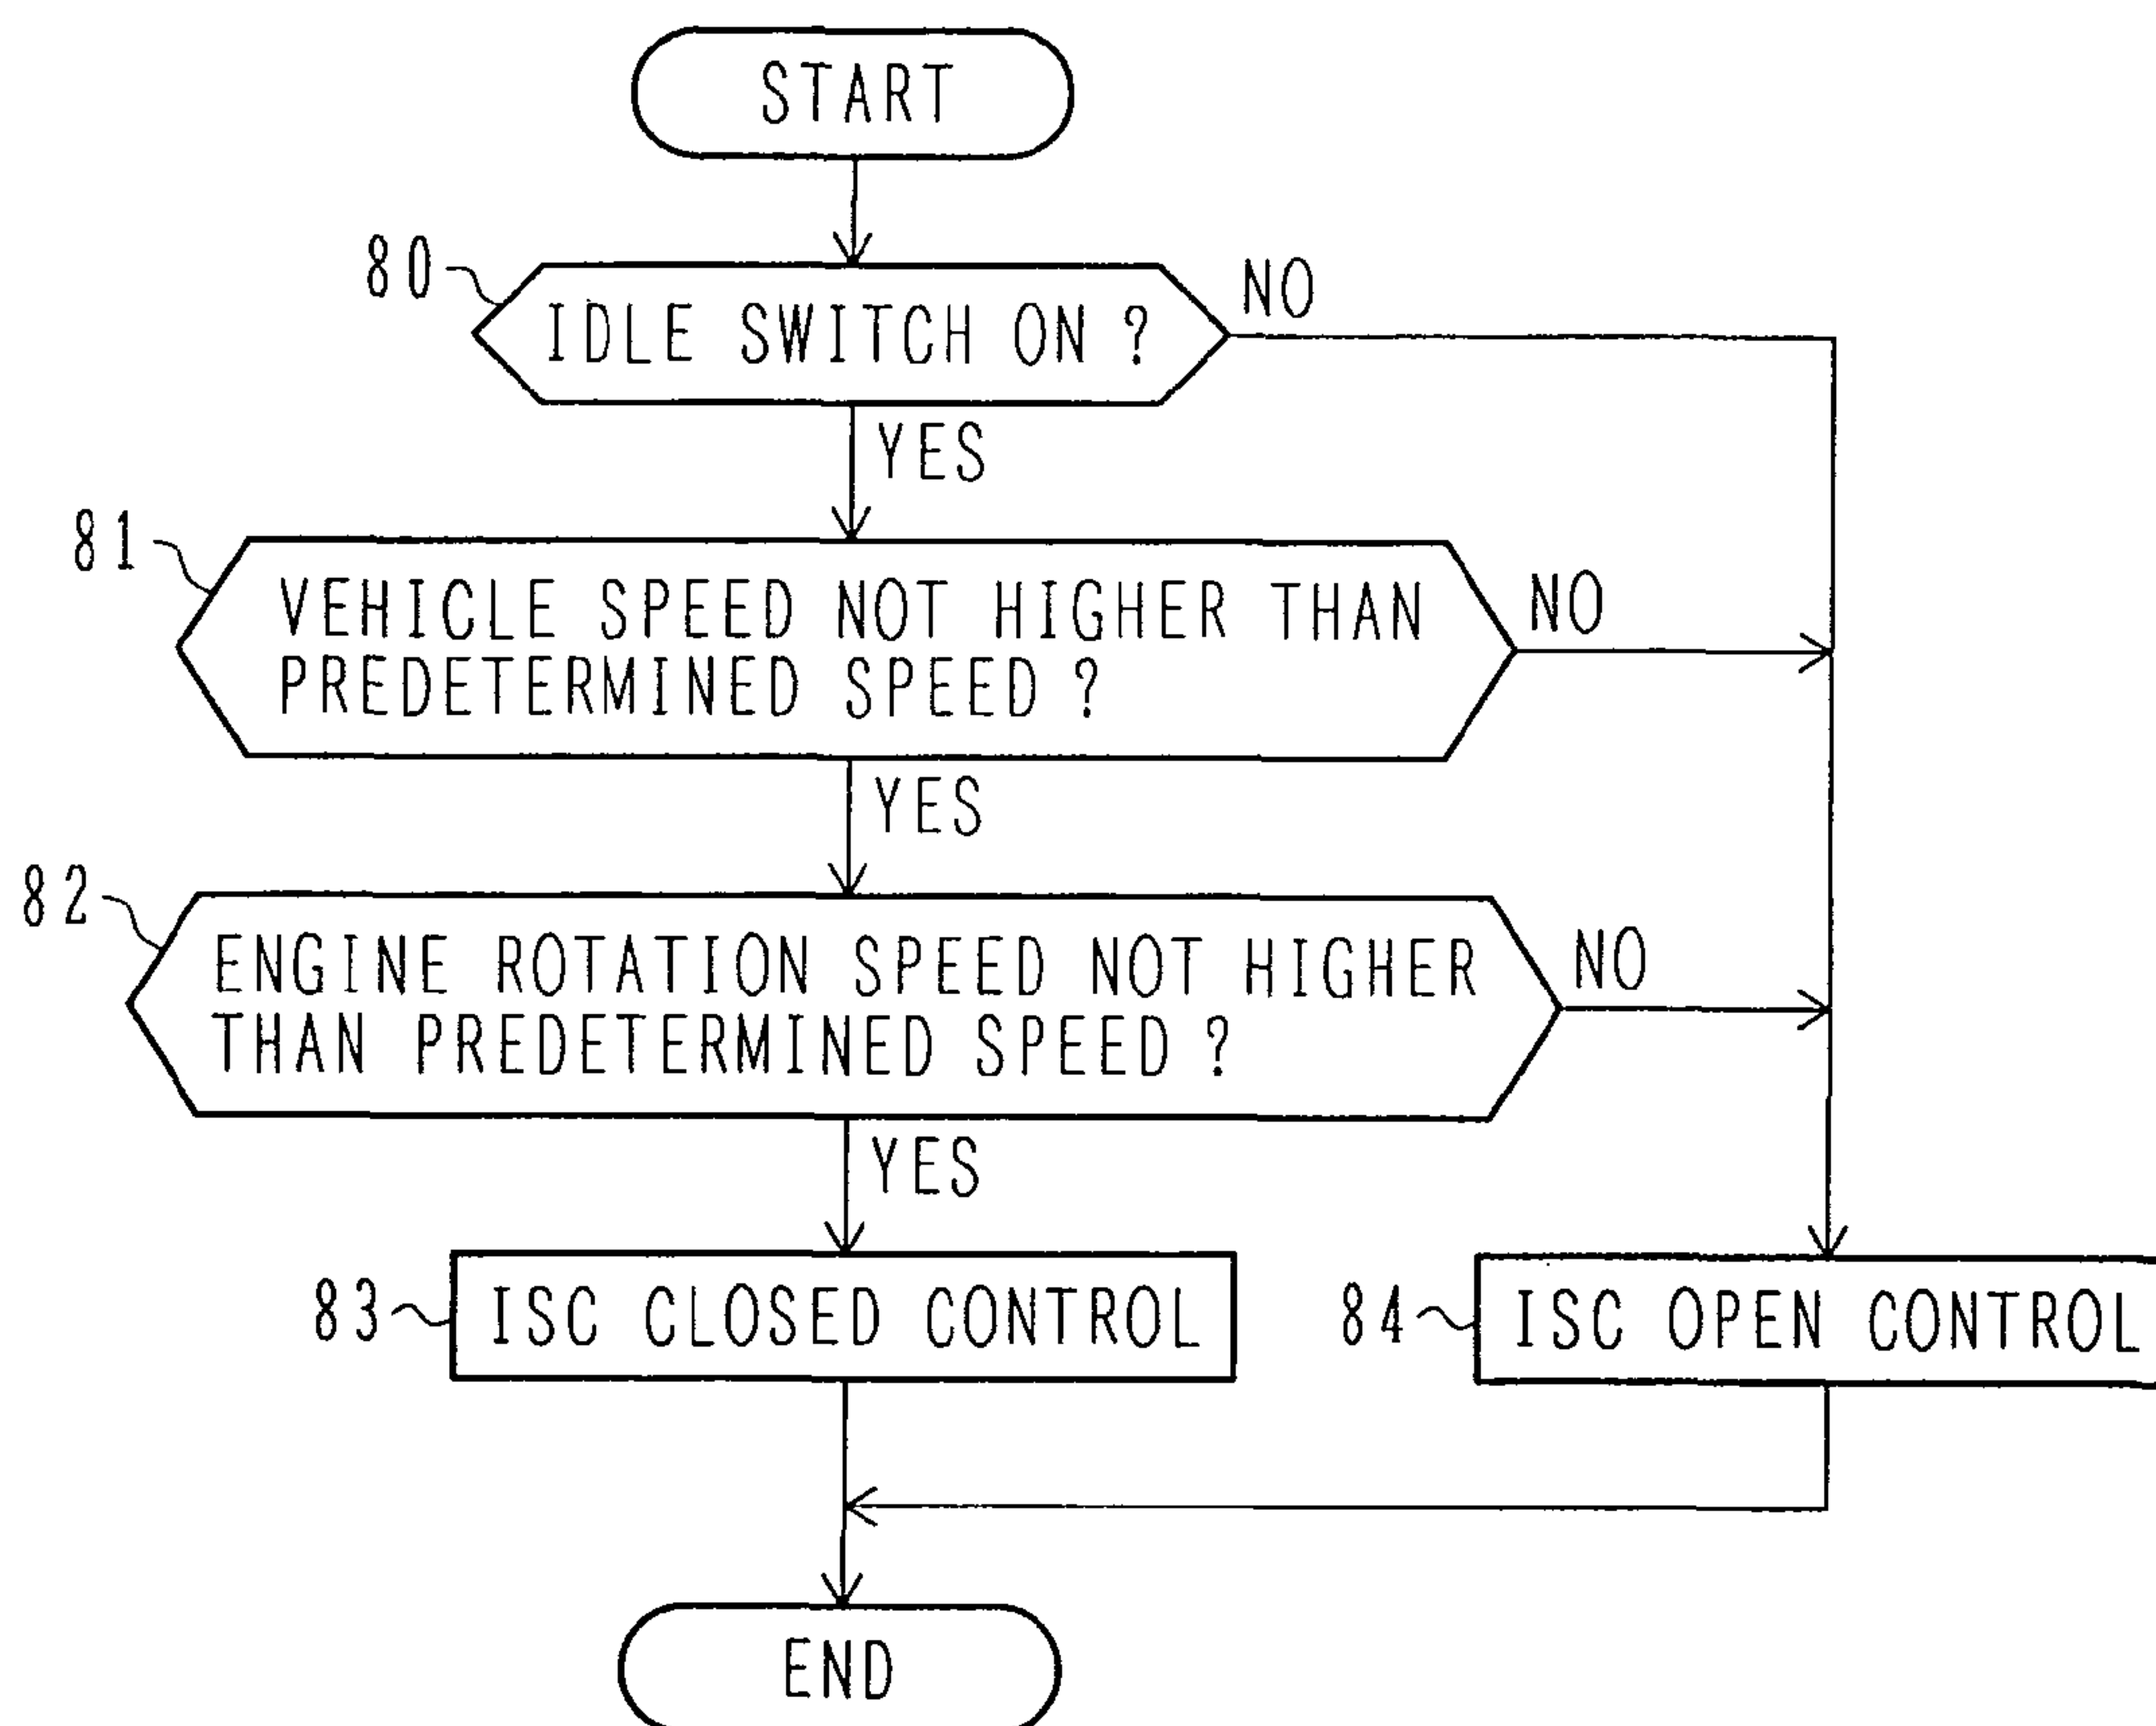 START
80
IDLE SWITCH ON ?
NO
YES
81
VEHICLE SPEED NOT HIGHER THAN
PREDETERMINED SPEED ?
NO
YES
82
ENGINE ROTATION SPEED NOT HIGHER
THAN PREDETERMINED SPEED ?
NO
YES
83
ISC CLOSED CONTROL
84
ISC OPEN CONTROL
END